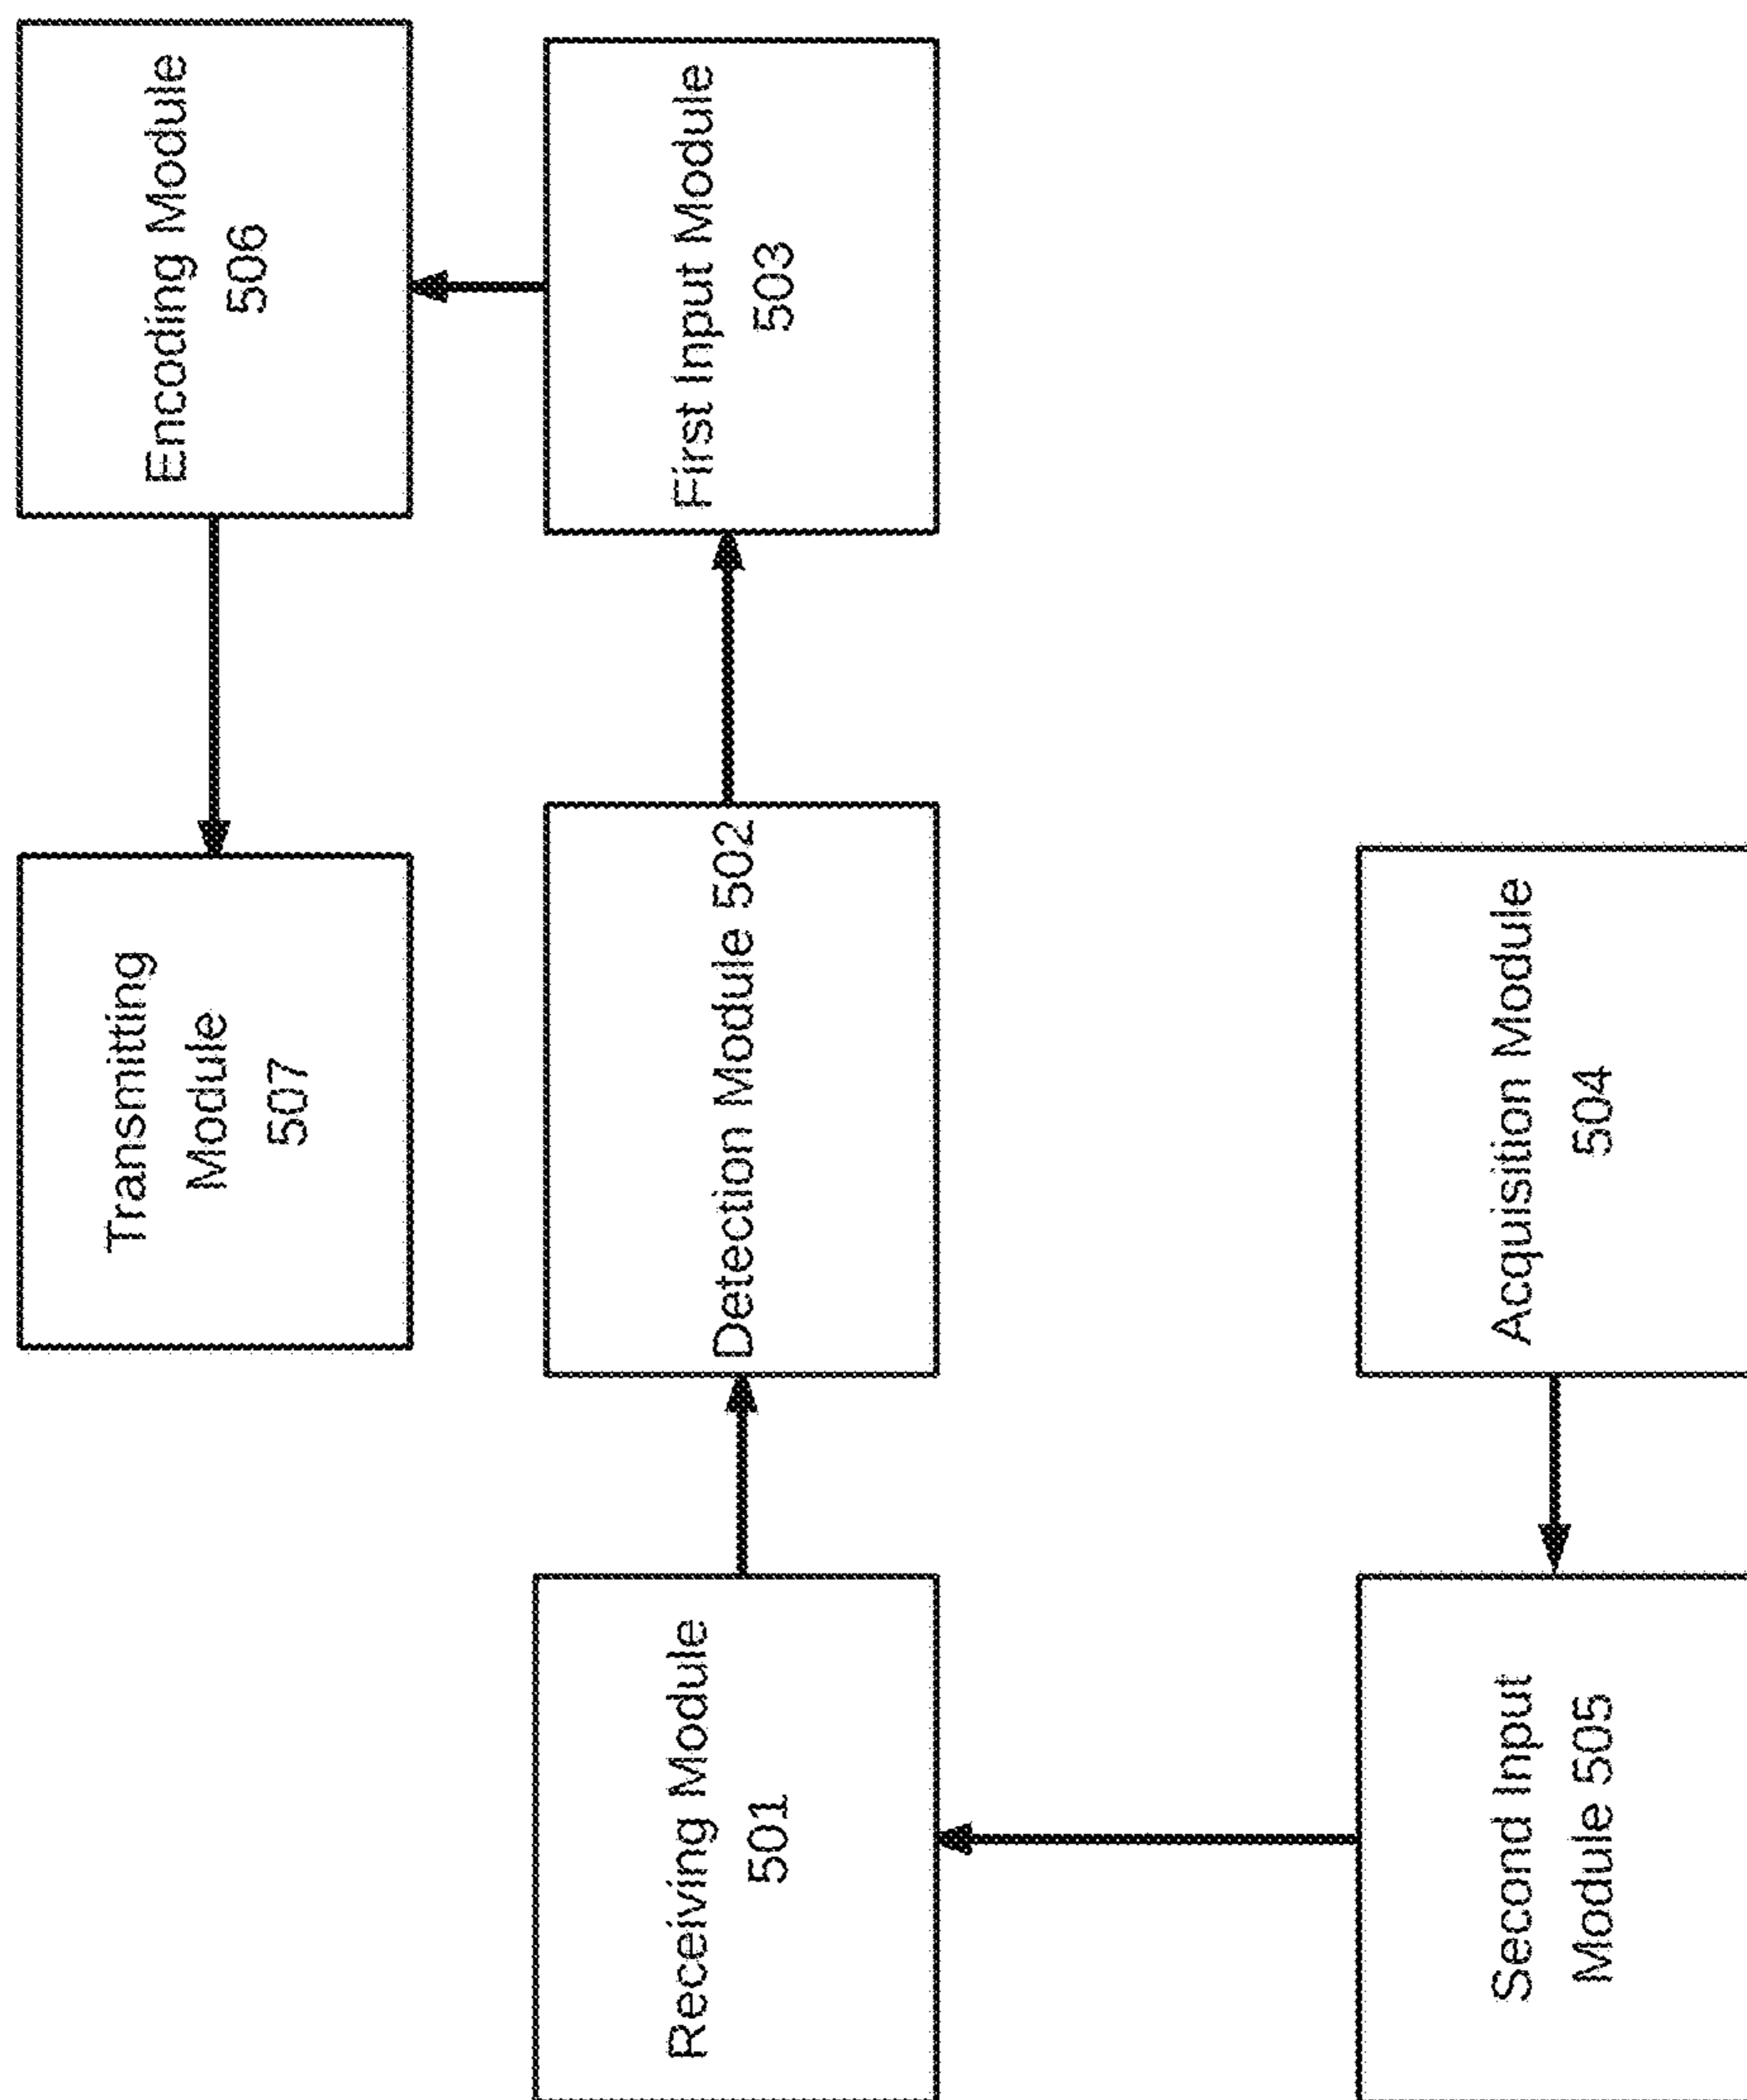 Transmitting
Module
507
Encoding Module
506
Receiving Module
501
Detection Module 502
First Input Module
503
Second Input
Module 505
Acquisition Module
504